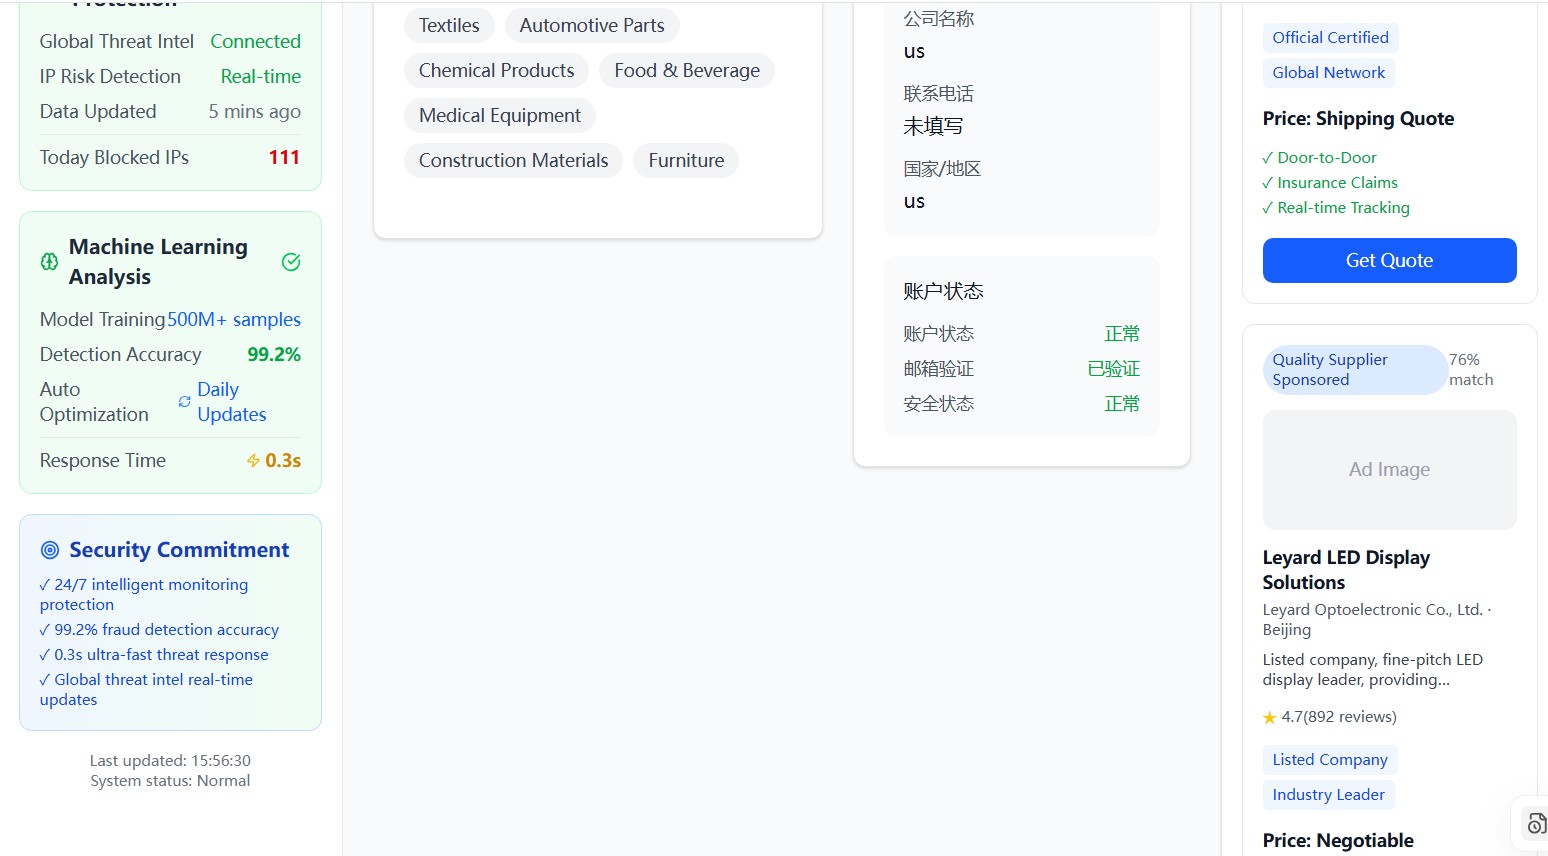 Protection
Global Threat Intel Connected
IP Risk Detection Real-time
Data Updated 5 mins ago
Today Blocked IPs 111
Machine Learning
Analysis
Model Training 500M+ samples
Detection Accuracy 99.2%
Auto
Optimization
Daily
Updates
Response Time 0.3s
Security Commitment
✓ 24/7 intelligent monitoring
protection
✓ 99.2% fraud detection accuracy
✓ 0.3s ultra-fast threat response
✓ Global threat intel real-time
updates
Last updated: 15:56:30
System status: Normal
Textiles Automotive Parts
Chemical Products Food & Beverage
Medical Equipment
Construction Materials Furniture
公司名称
us
联系电话
未填写
国家/地区
us
账户状态
账户状态 正常
邮箱验证 已验证
安全状态 正常
Official Certified
Global Network
Price: Shipping Quote
✓ Door-to-Door
✓ Insurance Claims
✓ Real-time Tracking
Get Quote
Quality Supplier
Sponsored
76%
match
Ad Image
Leyard LED Display
Solutions
Leyard Optoelectronic Co., Ltd. ·
Beijing
Listed company, fine-pitch LED
display leader, providing...
★ 4.7(892 reviews)
Listed Company
Industry Leader
Price: Negotiable